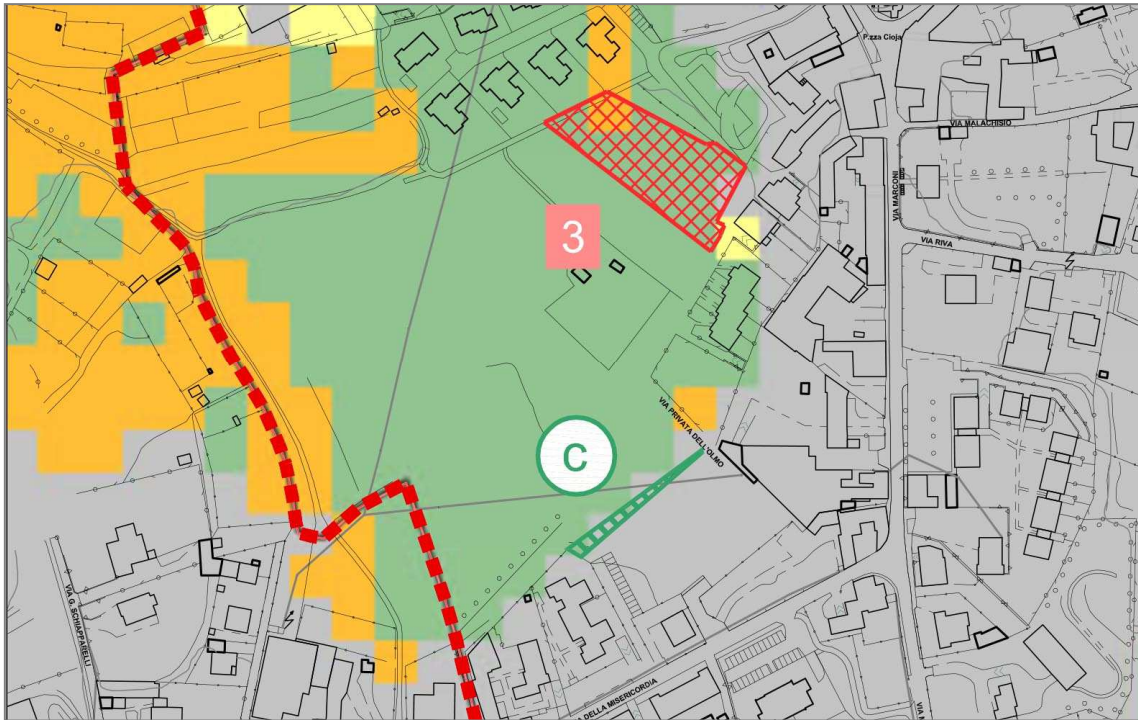 P.zza Cioja
VIA MALACHISIO
VIA MARCONI
VIA RIVA
3
VIA PRIVATA DELL'OLMO
C
VIA G. SCHIAPPARELLI
DELLA MISERICORDIA